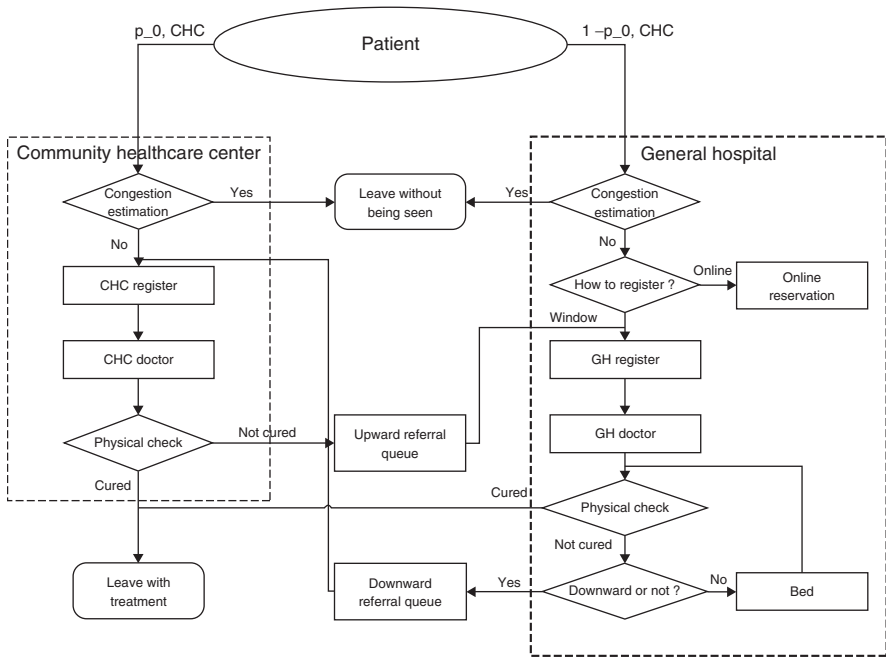 p_0, CHC
Patient
1 –p_0, CHC
Community healthcare center
General hospital
Congestion
estimation
Yes
Leave without
being seen
Yes
Congestion
estimation
No
No
CHC register
How to register ?
Online
Online
reservation
Window
CHC doctor
GH register
Physical check
Not cured
Upward referral
queue
GH doctor
Cured
Cured
Physical check
Not cured
Leave with
treatment
Downward
referral queue
Yes
Downward or not ?
No
Bed